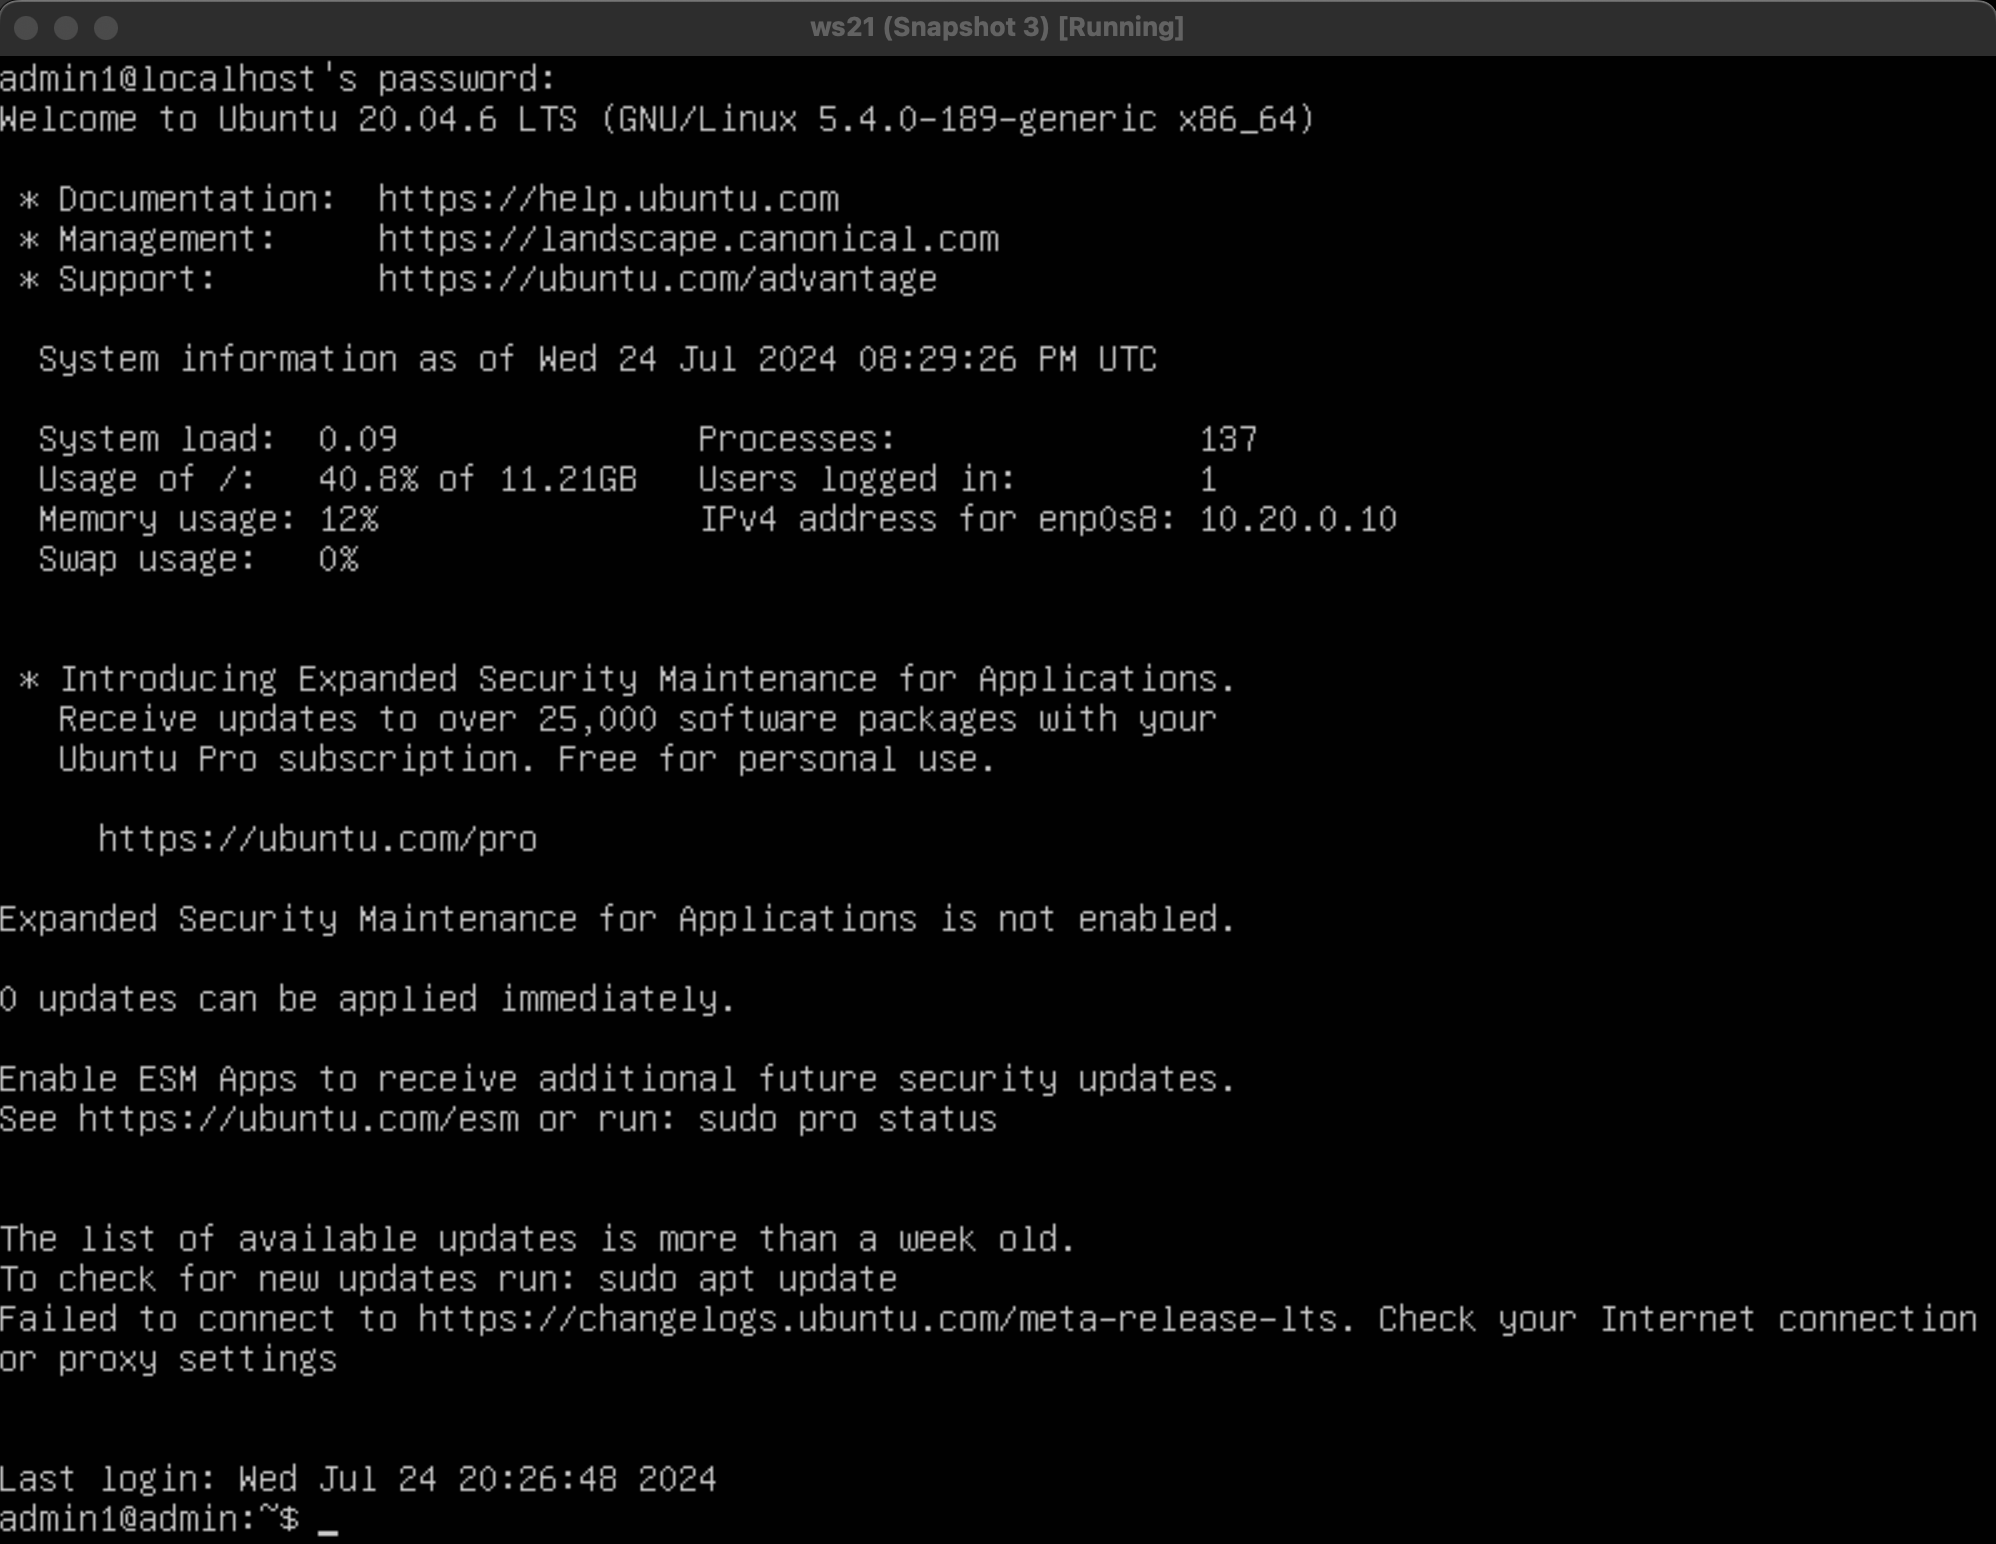 ws21 (Snapshot 3) [Running]
admin1@localhost's password:
Welcome to Ubuntu 20.04.6 LTS (GNU/Linux 5.4.0-189-generic x86_64)
* Documentation:  https://help.ubuntu.com
* Management:     https://landscape.canonical.com
* Support:        https://ubuntu.com/advantage
System information as of Wed 24 Jul 2024 08:29:26 PM UTC
System load:  0.09               Processes:               137
Usage of /:   40.8% of 11.21GB   Users logged in:         1
Memory usage: 12%                IPv4 address for enp0s8: 10.20.0.10
Swap usage:   0%
* Introducing Expanded Security Maintenance for Applications.
Receive updates to over 25,000 software packages with your
Ubuntu Pro subscription. Free for personal use.
https://ubuntu.com/pro
Expanded Security Maintenance for Applications is not enabled.
0 updates can be applied immediately.
Enable ESM Apps to receive additional future security updates.
See https://ubuntu.com/esm or run: sudo pro status
The list of available updates is more than a week old.
To check for new updates run: sudo apt update
Failed to connect to https://changelogs.ubuntu.com/meta-release-lts. Check your Internet connection
or proxy settings
Last login: Wed Jul 24 20:26:48 2024
admin1@admin:~$ _